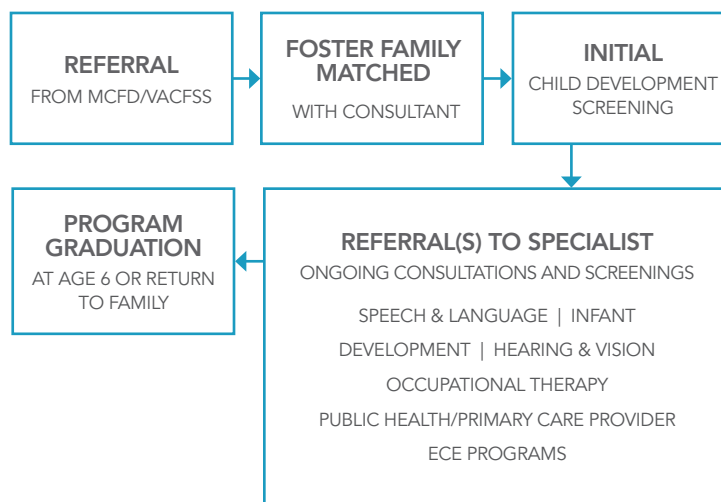 REFERRAL
FROM MCFD/VACFSS
FOSTER FAMILY
MATCHED
WITH CONSULTANT
INITIAL
CHILD DEVELOPMENT
SCREENING
REFERRAL(S) TO SPECIALIST
ONGOING CONSULTATIONS AND SCREENINGS
SPEECH & LANGUAGE | INFANT
DEVELOPMENT | HEARING & VISION
OCCUPATIONAL THERAPY
PUBLIC HEALTH/PRIMARY CARE PROVIDER
ECE PROGRAMS
PROGRAM
GRADUATION
AT AGE 6 OR RETURN
TO FAMILY